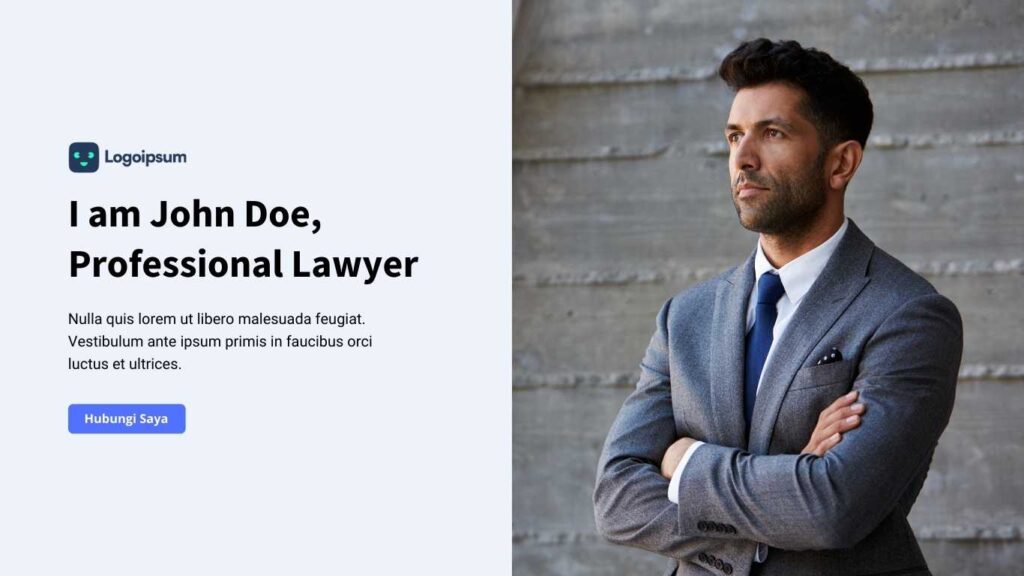 Logoipsum
I am John Doe,
Professional Lawyer
Nulla quis lorem ut libero malesuada feugiat.
Vestibulum ante ipsum primis in faucibus orci
luctus et ultrices.
Hubungi Saya